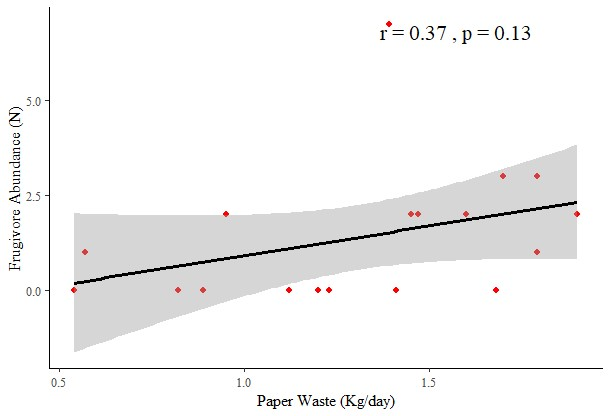 r = 0.37 , p = 0.13
Frugivore Abundance (N)
5.0
2.5
0.0
0.5
1.0
1.5
Paper Waste (Kg/day)